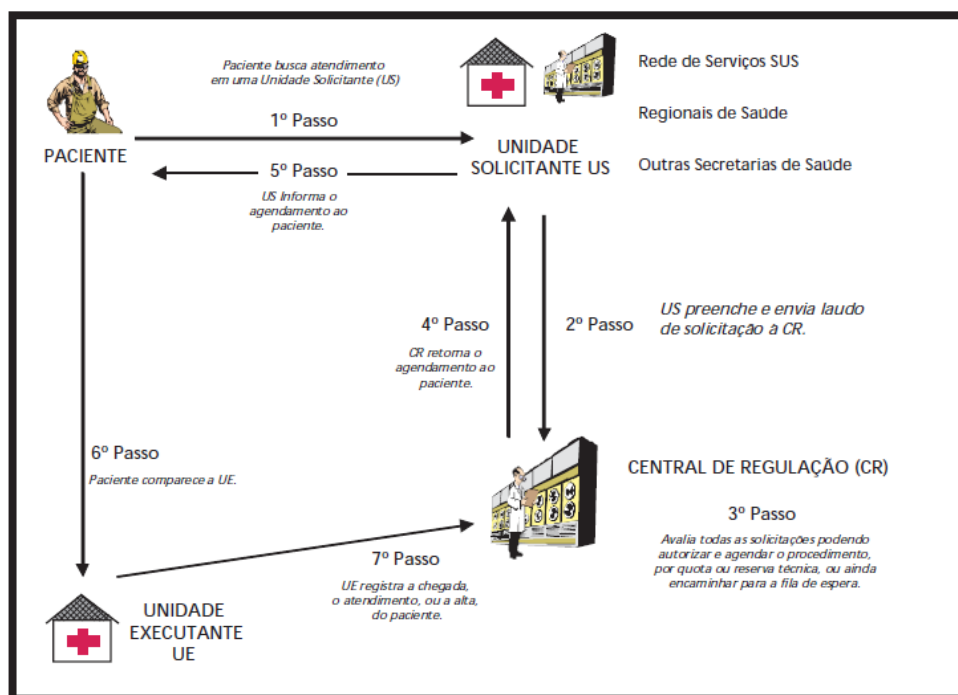 Paciente busca atendimento
em uma Unidade Solicitante (US)
Rede de Serviços SUS
1º Passo
Regionais de Saúde
PACIENTE
UNIDADE
SOLICITANTE US
Outras Secretarias de Saúde
5º Passo
US Informa o
agendamento ao
paciente.
4º Passo
CR retorna o
agendamento ao
paciente.
2º Passo
US preenche e envia laudo
de solicitação à CR.
6º Passo
Paciente comparece a UE.
CENTRAL DE REGULAÇÃO (CR)
3º Passo
Avalia todas as solicitações podendo
autorizar e agendar o procedimento,
por quota ou reserva técnica, ou ainda
encaminhar para a fila de espera.
7º Passo
UE registra a chegada,
o atendimento, ou a alta,
do paciente.
UNIDADE
EXECUTANTE
UE